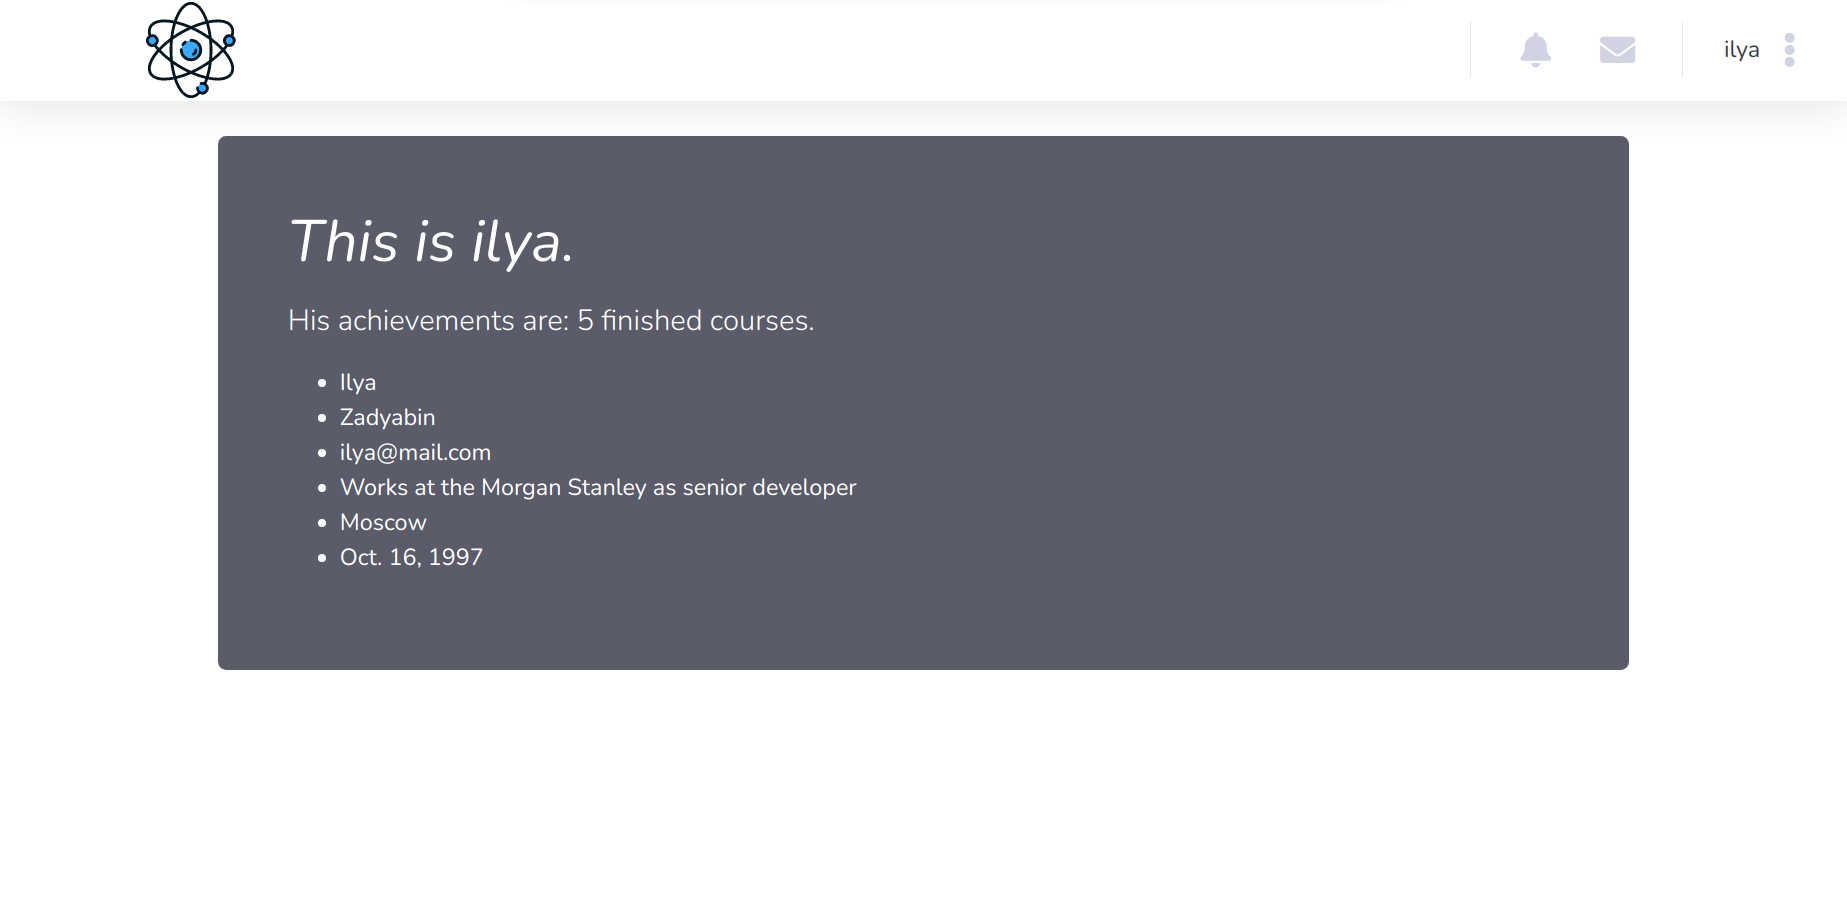 ilya
This is ilya.
His achievements are: 5 finished courses.
Ilya
Zadyabin
ilya@mail.com
Works at the Morgan Stanley as senior developer
Moscow
Oct. 16, 1997